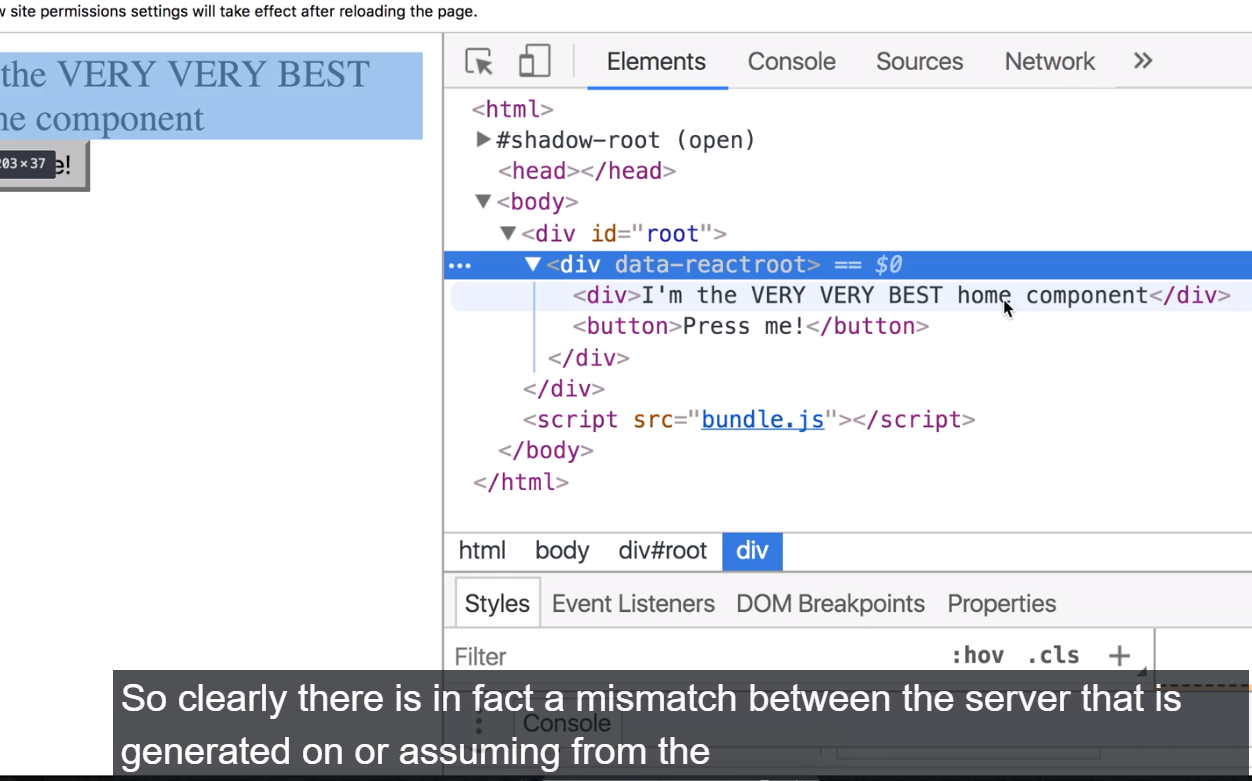 site permissions settings will take effect after reloading the page.
the VERY VERY BEST
component
203 × 37 e!
Elements Console Sources Network »
<html>
▶#shadow-root (open)
<head></head>
▼<body>
▼<div id="root">
… ▼<div data-reactroot> == $0
<div>I'm the VERY VERY BEST home component</div>
<button>Press me!</button>
</div>
</div>
<script src="bundle.js"></script>
</body>
</html>
html body div#root div
Styles Event Listeners DOM Breakpoints Properties
Filter :hov .cls +
So clearly there is in fact a mismatch between the server that is
Console
generated on or assuming from the